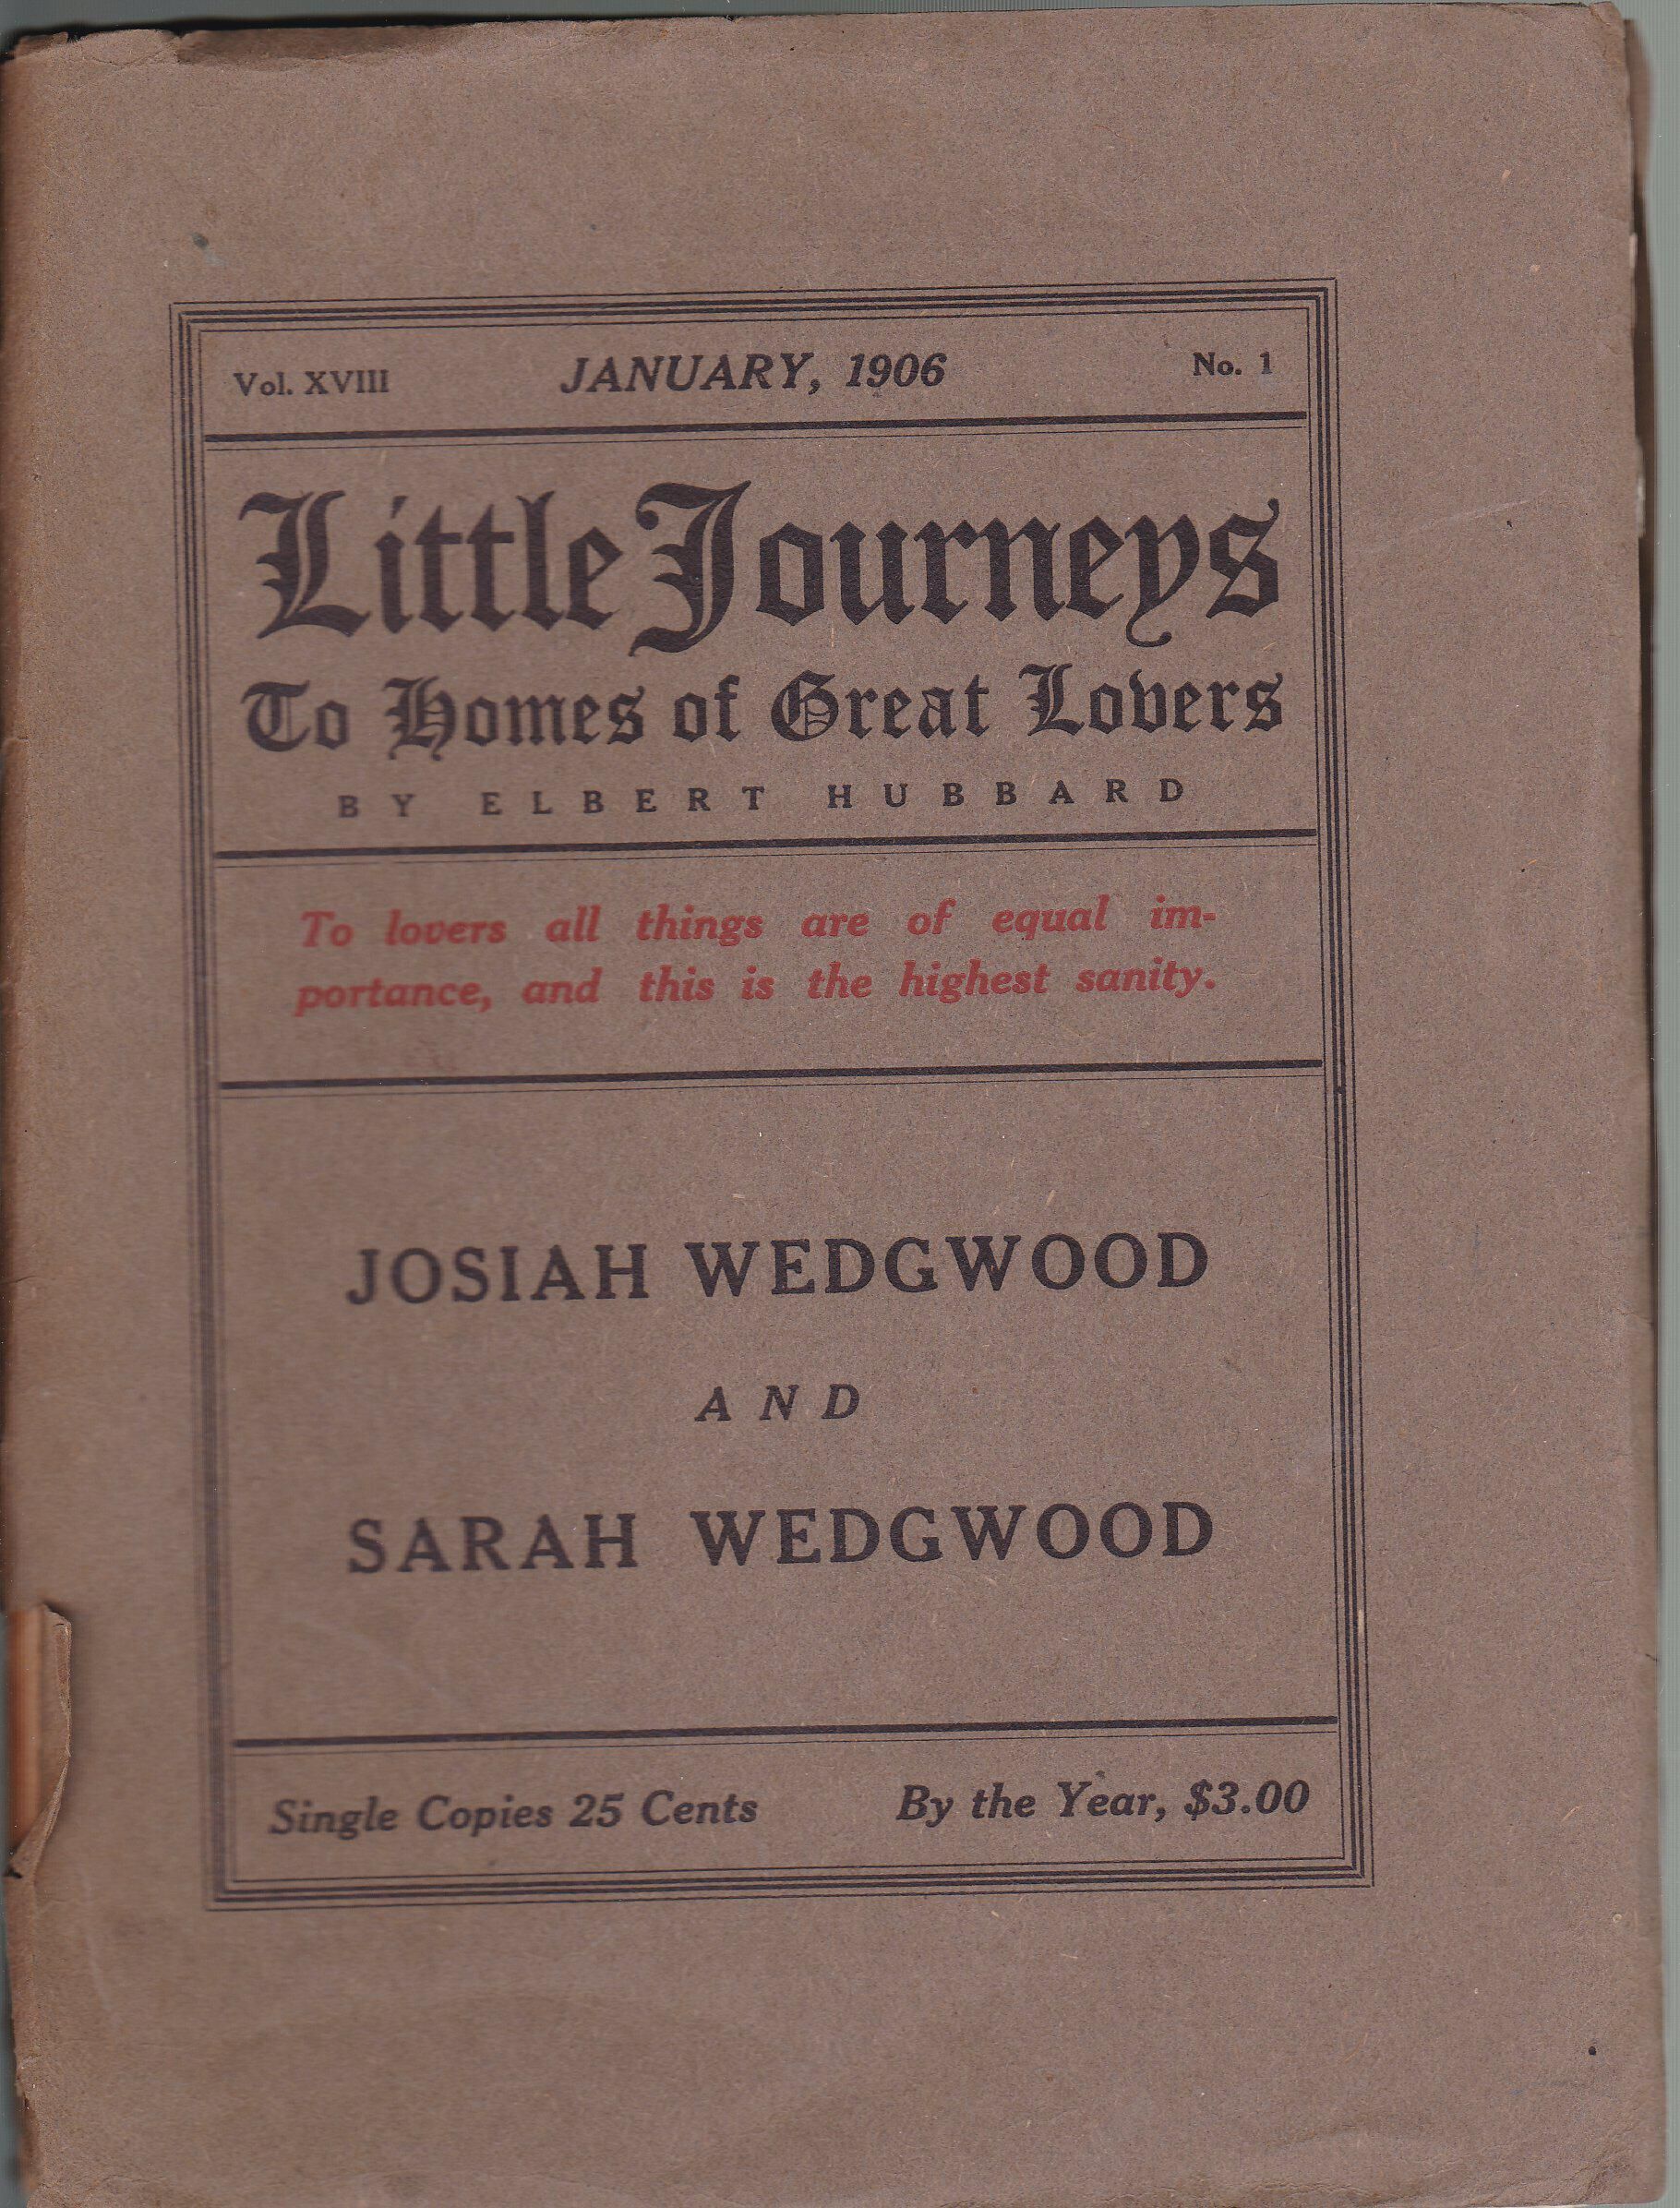 Vol. XVIII JANUARY, 1906 No. 1
Little Journeys
To Homes of Great Lovers
BY ELBERT HUBBARD
To lovers all things are of equal im-
portance, and this is the highest sanity.
JOSIAH WEDGWOOD
AND
SARAH WEDGWOOD
Single Copies 25 Cents By the Year, $3.00